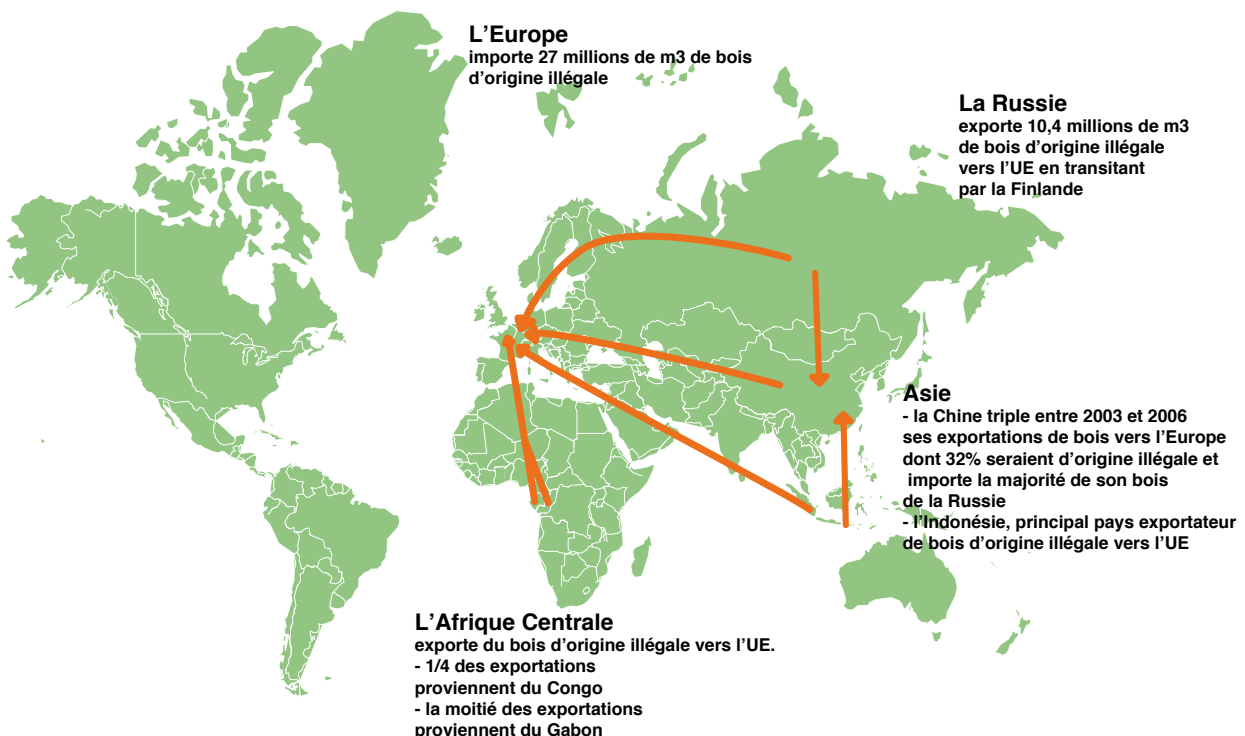 L’Europe
importe 27 millions de m3 de bois
d’origine illégale
La Russie
exporte 10,4 millions de m3
de bois d’origine illégale
vers l’UE en transitant
par la Finlande
Asie
- la Chine triple entre 2003 et 2006
ses exportations de bois vers l’Europe
dont 32% seraient d’origine illégale et
importe la majorité de son bois
de la Russie
- l’Indonésie, principal pays exportateur
de bois d’origine illégale vers l’UE
L’Afrique Centrale
exporte du bois d’origine illégale vers l’UE.
- 1/4 des exportations
proviennent du Congo
- la moitié des exportations
proviennent du Gabon